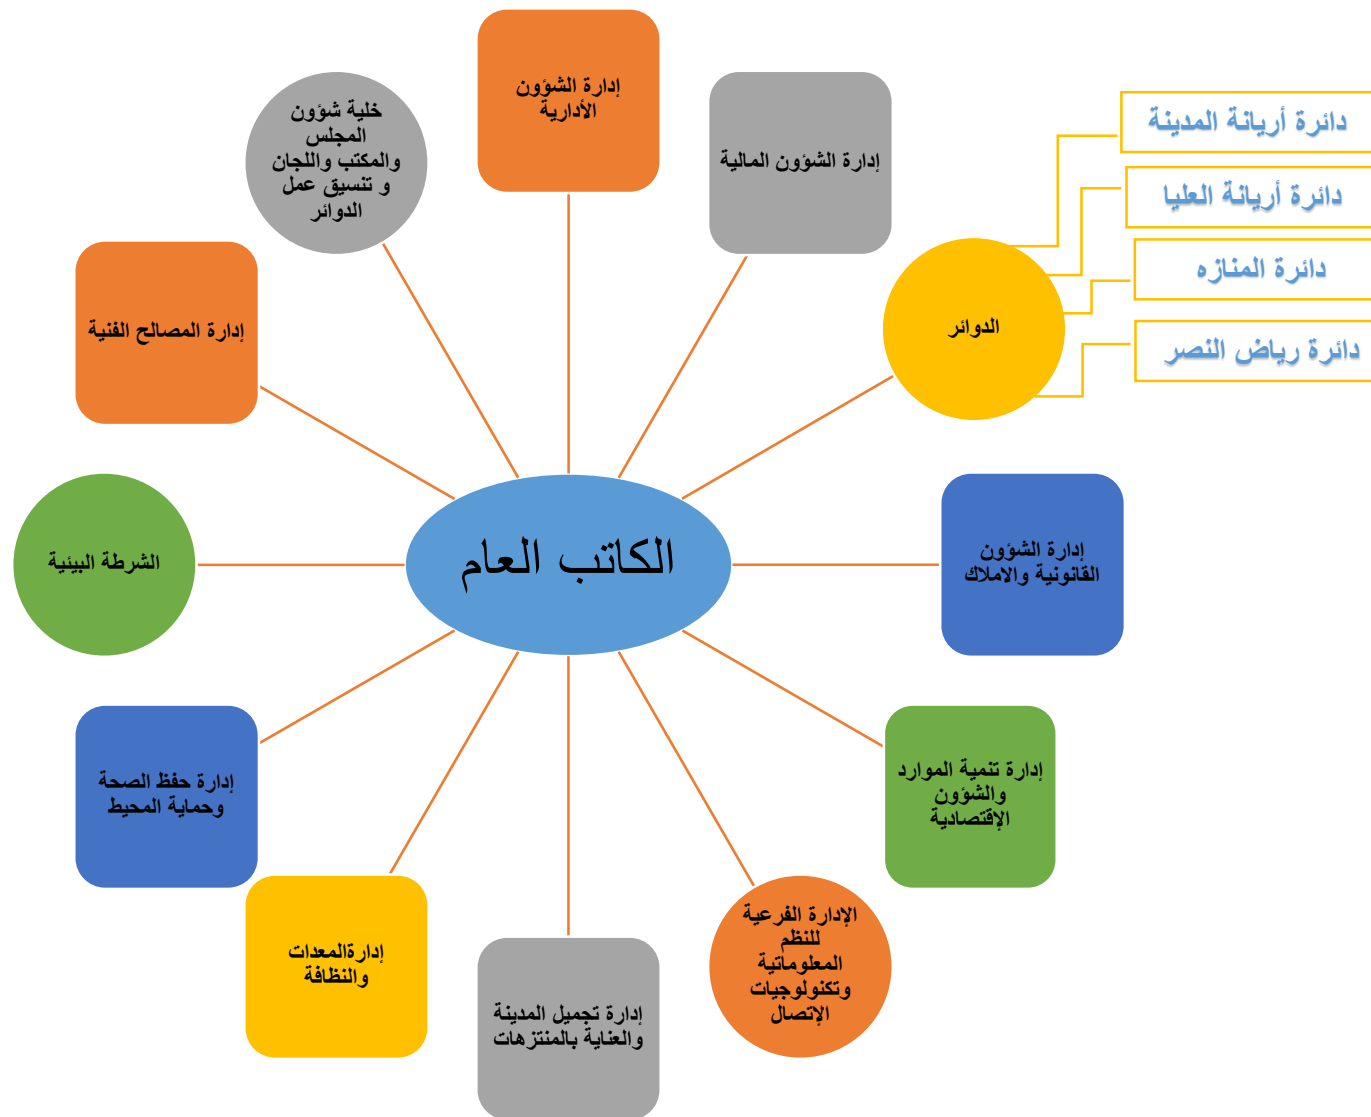 إدارة الشؤون
الأدارية
إدارة الشؤون المالية
الدوائر
دائرة أريانة المدينة
دائرة أريانة العليا
دائرة المنازه
دائرة رياض النصر
إدارة الشؤون
القانونية والاملاك
إدارة تنمية الموارد
والشؤون
الإقتصادية
الإدارة الفرعية
للنظم
المعلوماتية
وتكنولوجيات
الإتصال
إدارة تجميل المدينة
والعناية بالمنتزهات
إدارةالمعدات
والنظافة
إدارة حفظ الصحة
وحماية المحيط
الشرطة البيئية
إدارة المصالح الفنية
خلية شؤون
المجلس
والمكتب واللجان
و تنسيق عمل
الدوائر
الكاتب العام